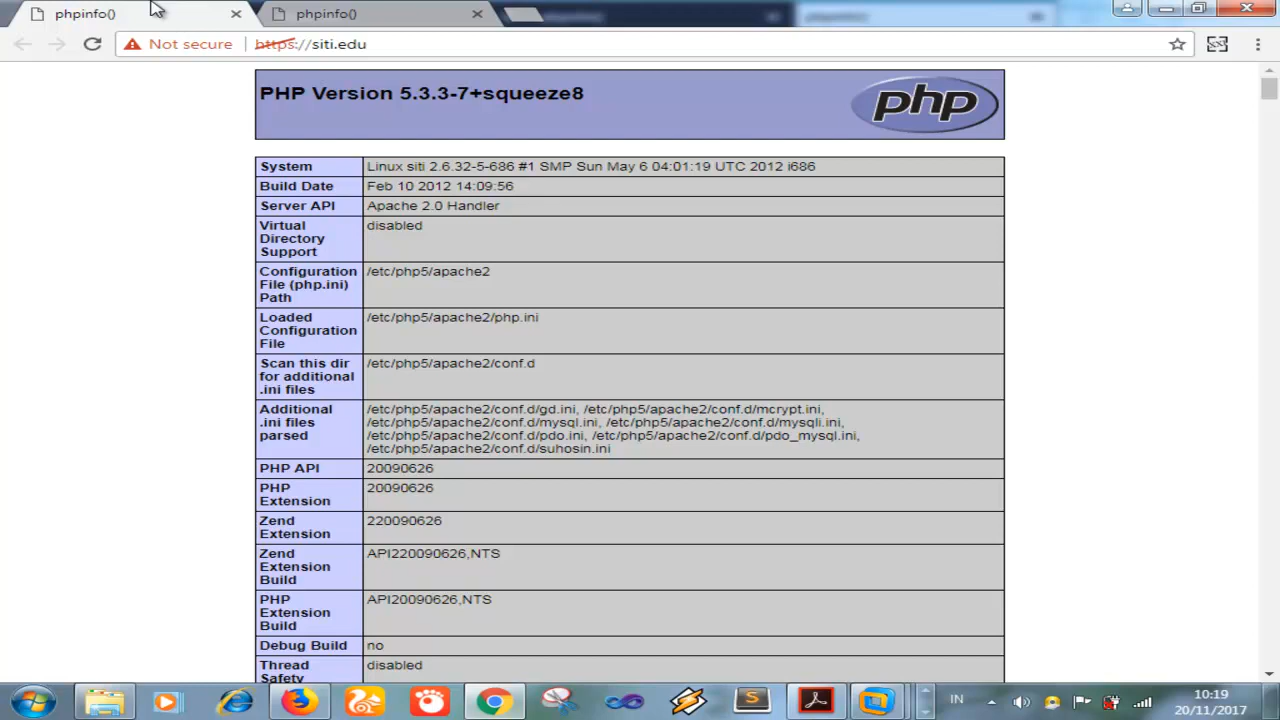 phpinfo()
phpinfo()
Not secure
https://siti.edu
PHP Version 5.3.3-7+squeeze8
php
System
Linux siti 2.6.32-5-686 #1 SMP Sun May 6 04:01:19 UTC 2012 i686
Build Date
Feb 10 2012 14:09:56
Server API
Apache 2.0 Handler
Virtual
Directory
Support
disabled
Configuration
File (php.ini)
Path
/etc/php5/apache2
Loaded
Configuration
File
/etc/php5/apache2/php.ini
Scan this dir
for additional
.ini files
/etc/php5/apache2/conf.d
Additional
.ini files
parsed
/etc/php5/apache2/conf.d/gd.ini, /etc/php5/apache2/conf.d/mcrypt.ini,
/etc/php5/apache2/conf.d/mysql.ini, /etc/php5/apache2/conf.d/mysqli.ini,
/etc/php5/apache2/conf.d/pdo.ini, /etc/php5/apache2/conf.d/pdo_mysql.ini,
/etc/php5/apache2/conf.d/suhosin.ini
PHP API
20090626
PHP
Extension
20090626
Zend
Extension
220090626
Zend
Extension
Build
API220090626,NTS
PHP
Extension
Build
API20090626,NTS
Debug Build
no
Thread
Safety
disabled
IN
10:19
20/11/2017